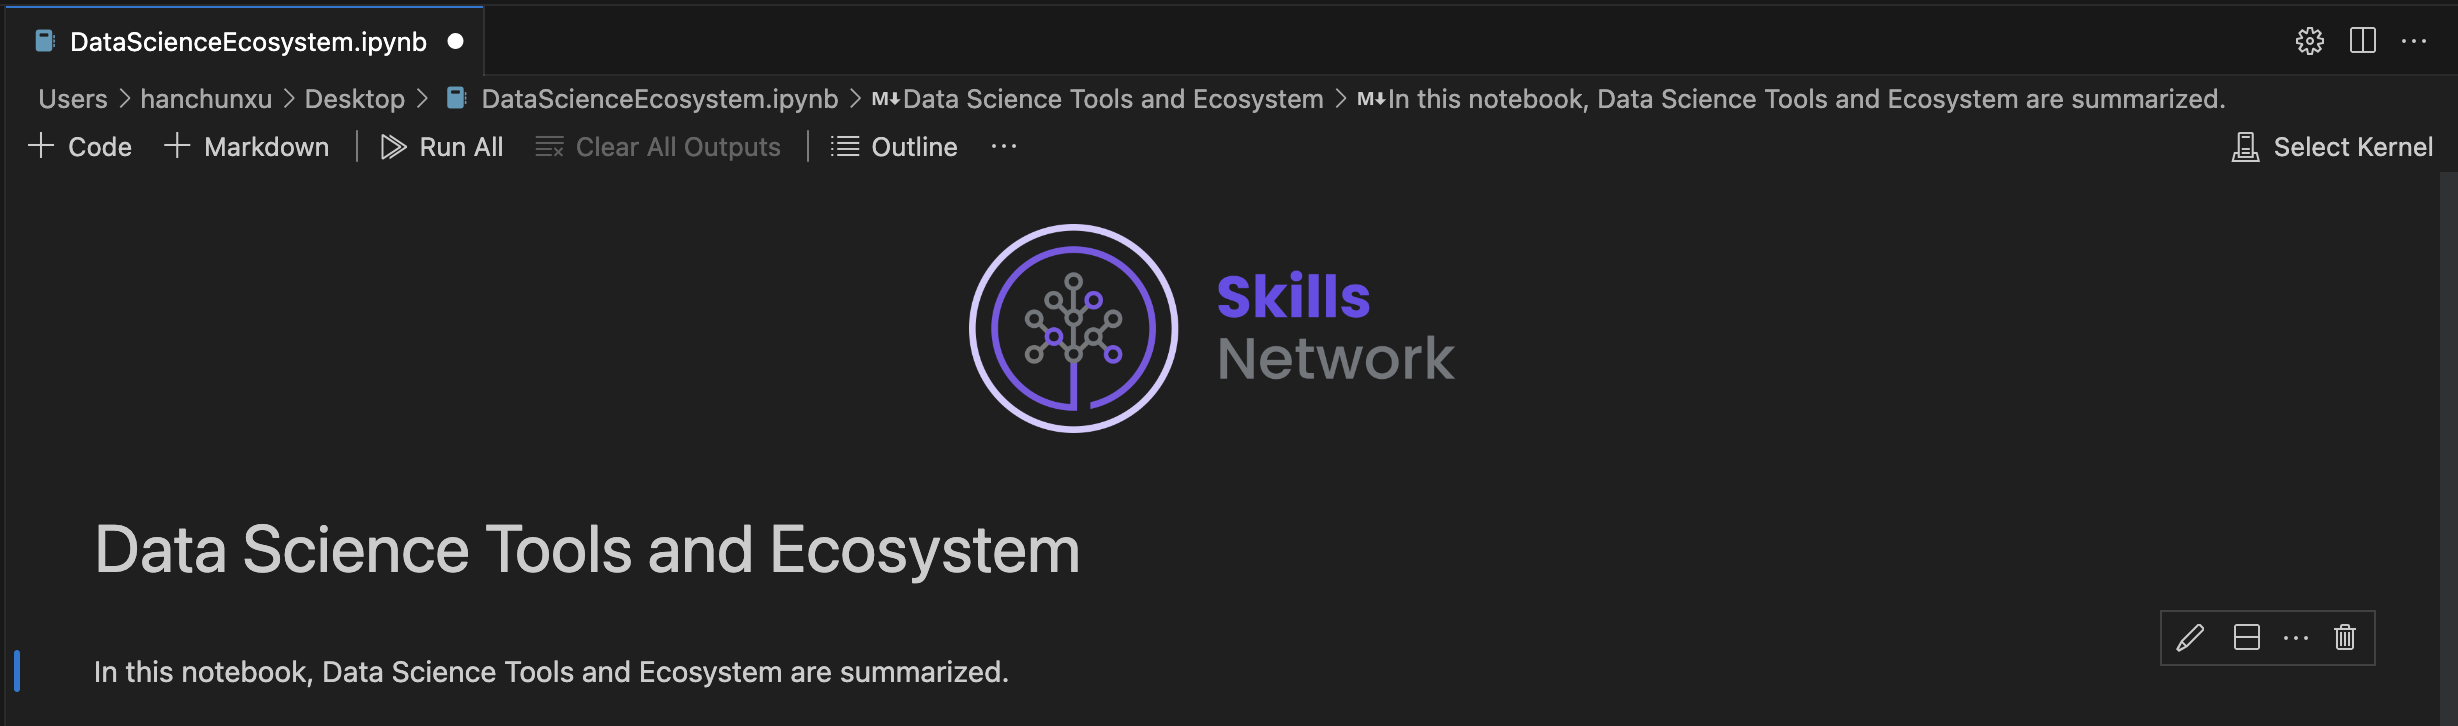 DataScienceEcosystem.ipynb
Users > hanchunxu > Desktop > DataScienceEcosystem.ipynb > M↓Data Science Tools and Ecosystem > M↓In this notebook, Data Science Tools and Ecosystem are summarized.
+ Code + Markdown | Run All Clear All Outputs | Outline ··· Select Kernel
Skills
Network
Data Science Tools and Ecosystem
In this notebook, Data Science Tools and Ecosystem are summarized.